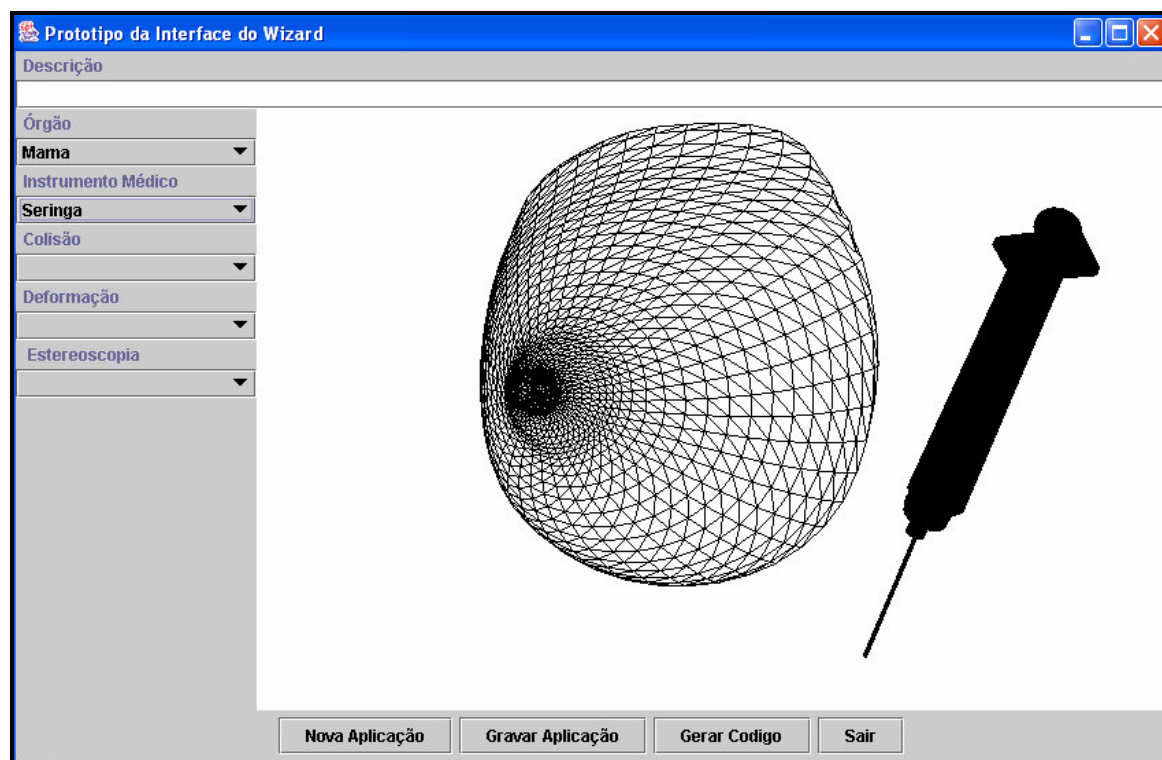 Prototipo da Interface do Wizard
Descrição
Órgão
Mama
Instrumento Médico
Seringa
Colisão
Deformação
Estereoscopia
Nova Aplicação Gravar Aplicação Gerar Codigo Sair